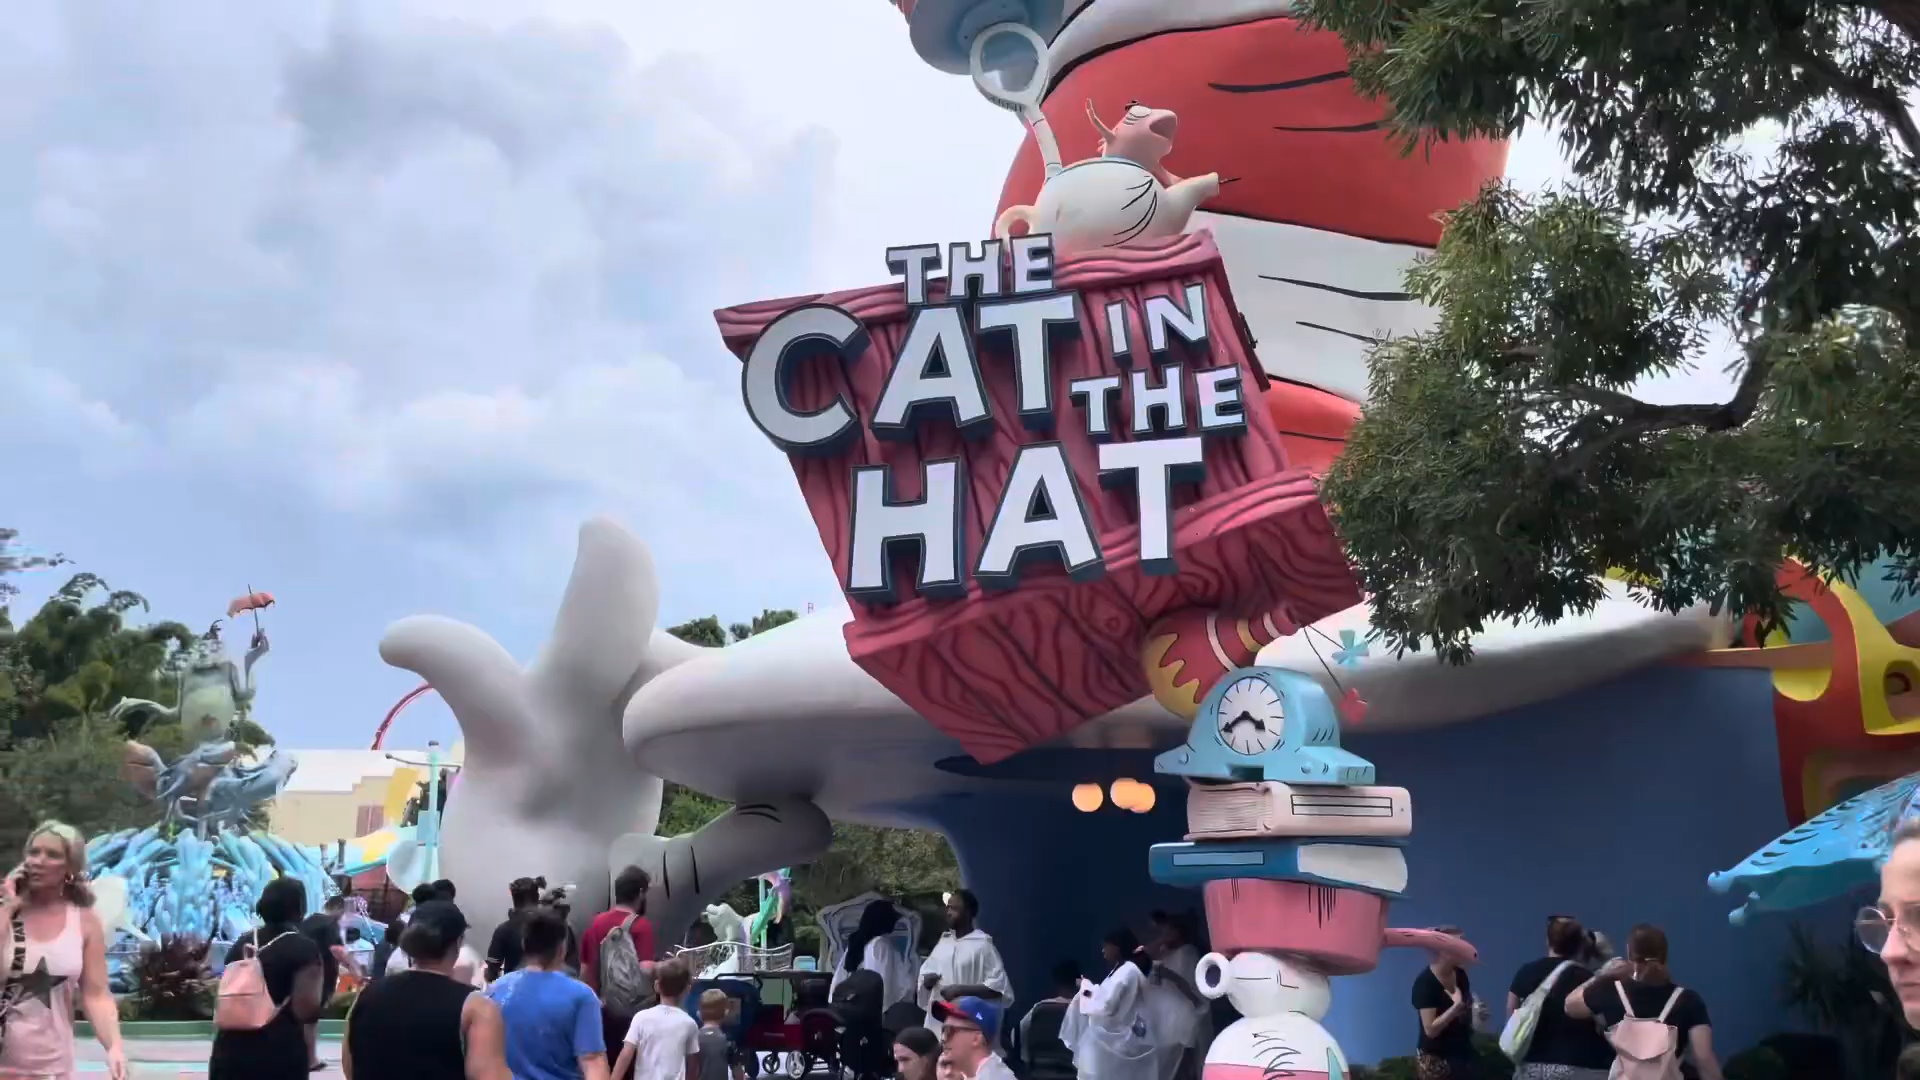 THE
CAT IN
THE
HAT